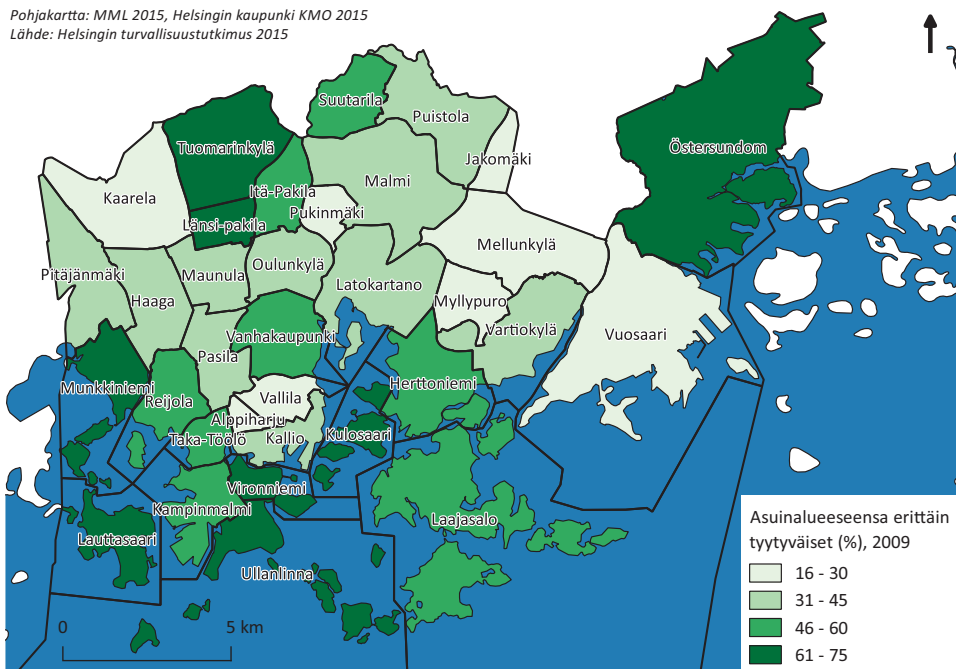 Pohjakartta: MML 2015, Helsingin kaupunki KMO 2015
Lähde: Helsingin turvallisuustutkimus 2015
Suutarila
Puistola
Tuomarinkylä
Östersundom
Jakomäki
Malmi
Itä-Pakila
Kaarela
Pukinmäki
Länsi-pakila
Mellunkylä
Oulunkylä
Pitäjänmäki
Maunula
Latokartano
Haaga
Myllypuro
Vartiokylä
Vuosaari
Vanhakaupunki
Pasila
Munkkiniemi
Herttoniemi
Reijola
Vallila
Alppiharju
Taka-Töölö
Kallio
Kulosaari
Vironniemi
Kampinmalmi
Laajasalo
Lauttasaari
Ullanlinna
0
5 km
Asuinalueeseensa erittäin
tyytyväiset (%), 2009
16 - 30
31 - 45
46 - 60
61 - 75